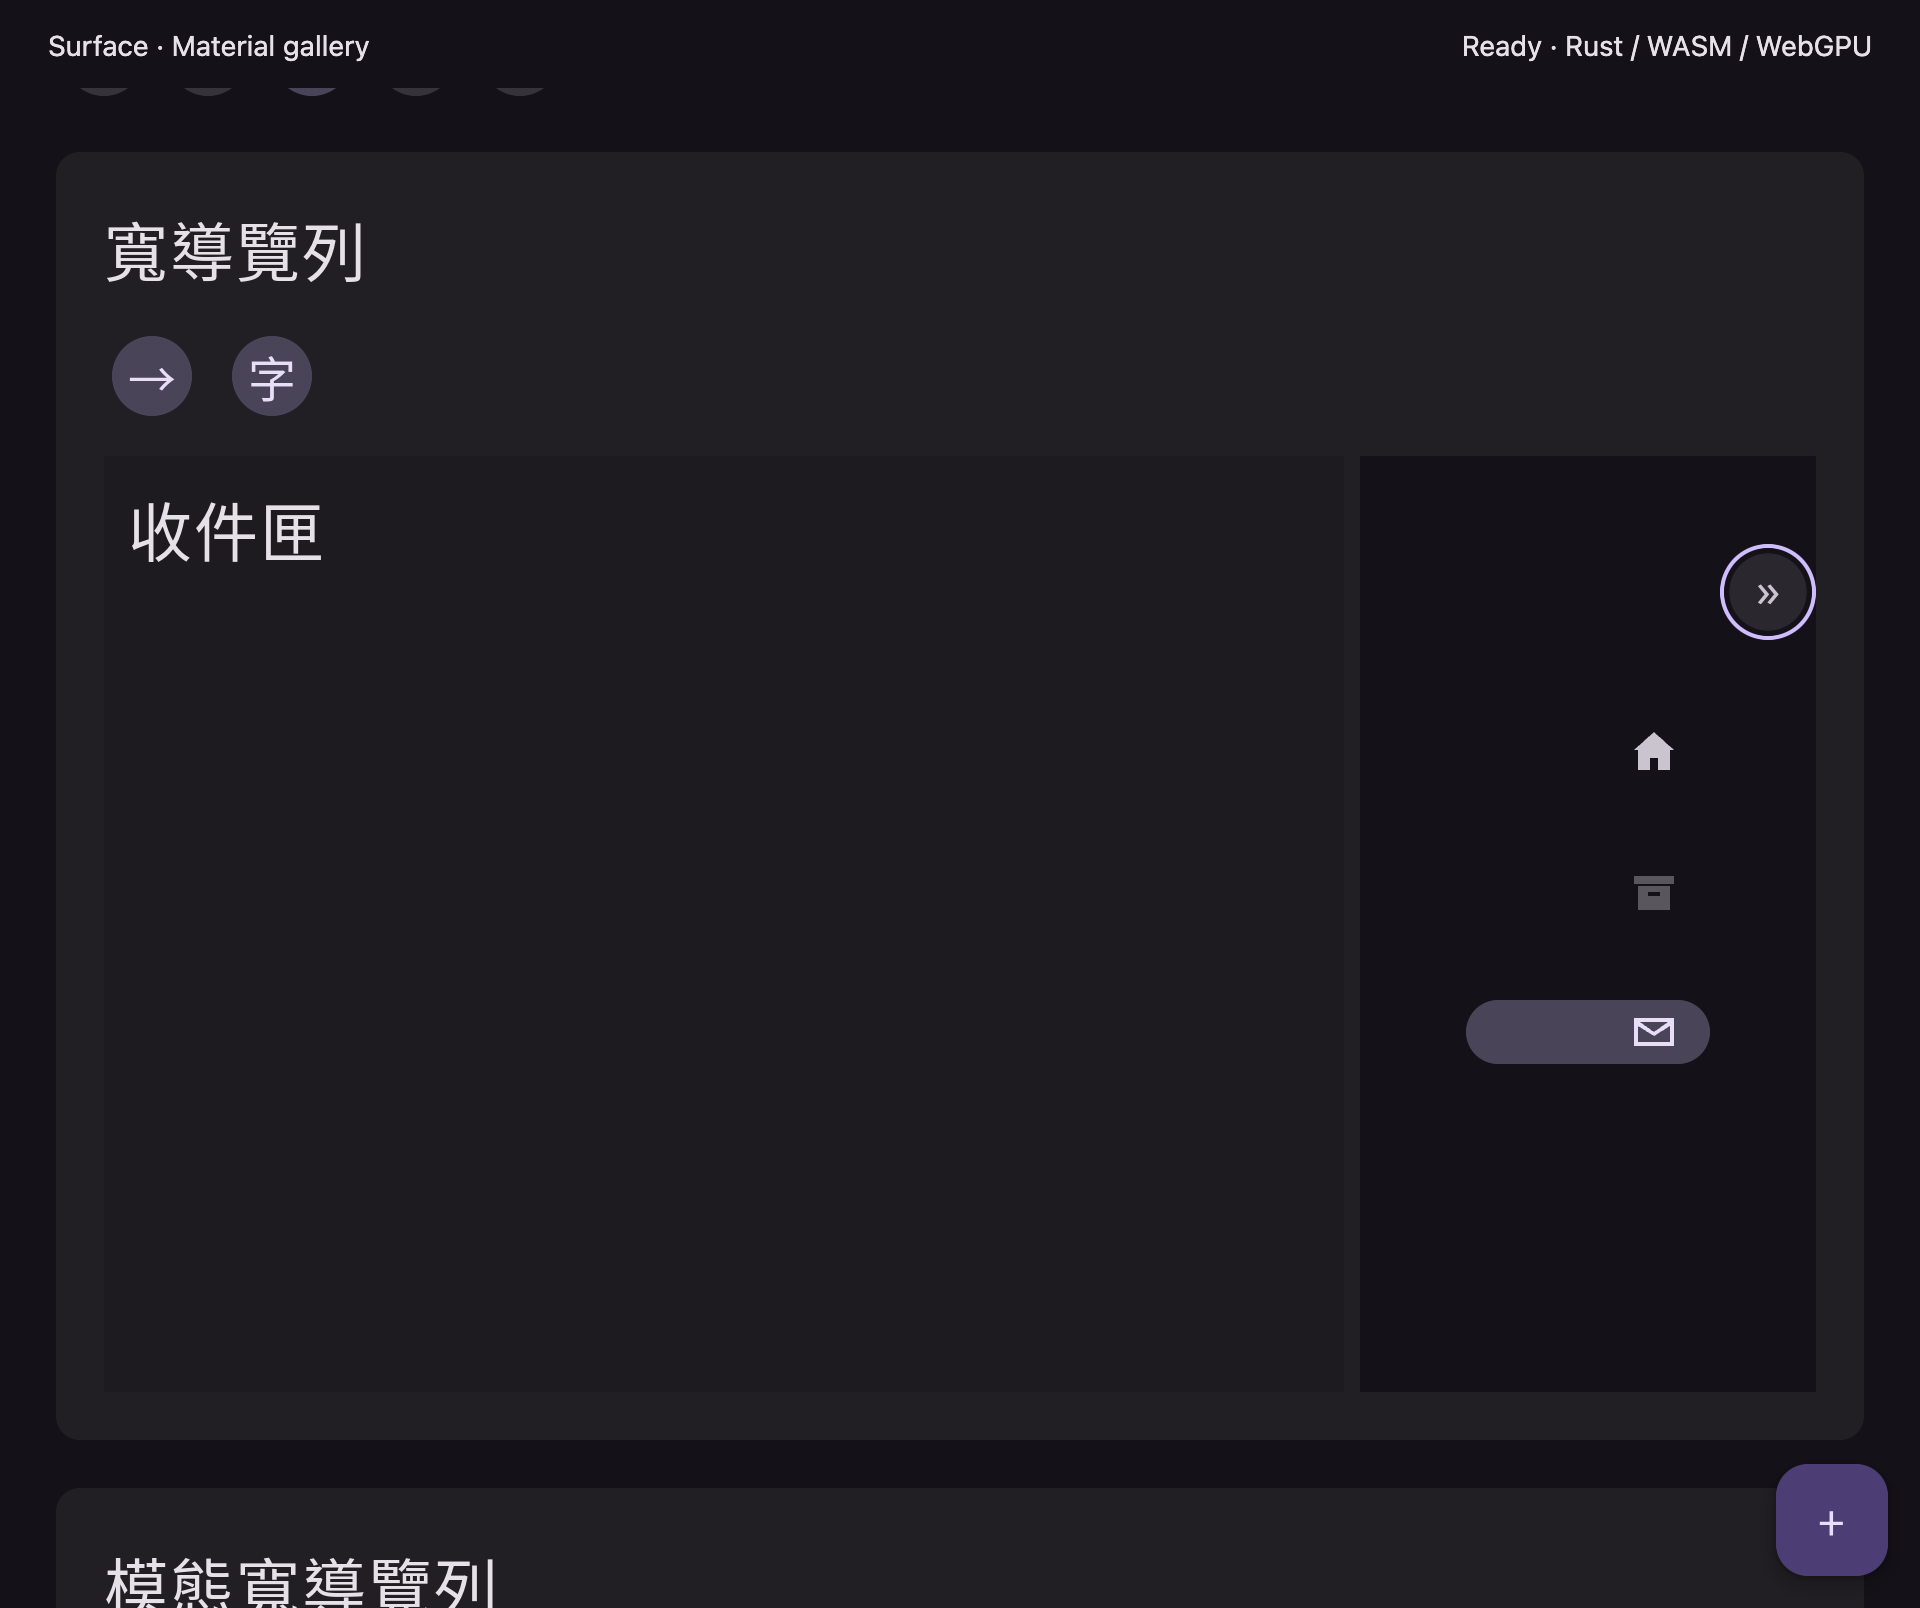 Surface · Material gallery
Ready · Rust / WASM / WebGPU
寬導覽列
→ 字
收件匣
»
+
模態寬導覽列